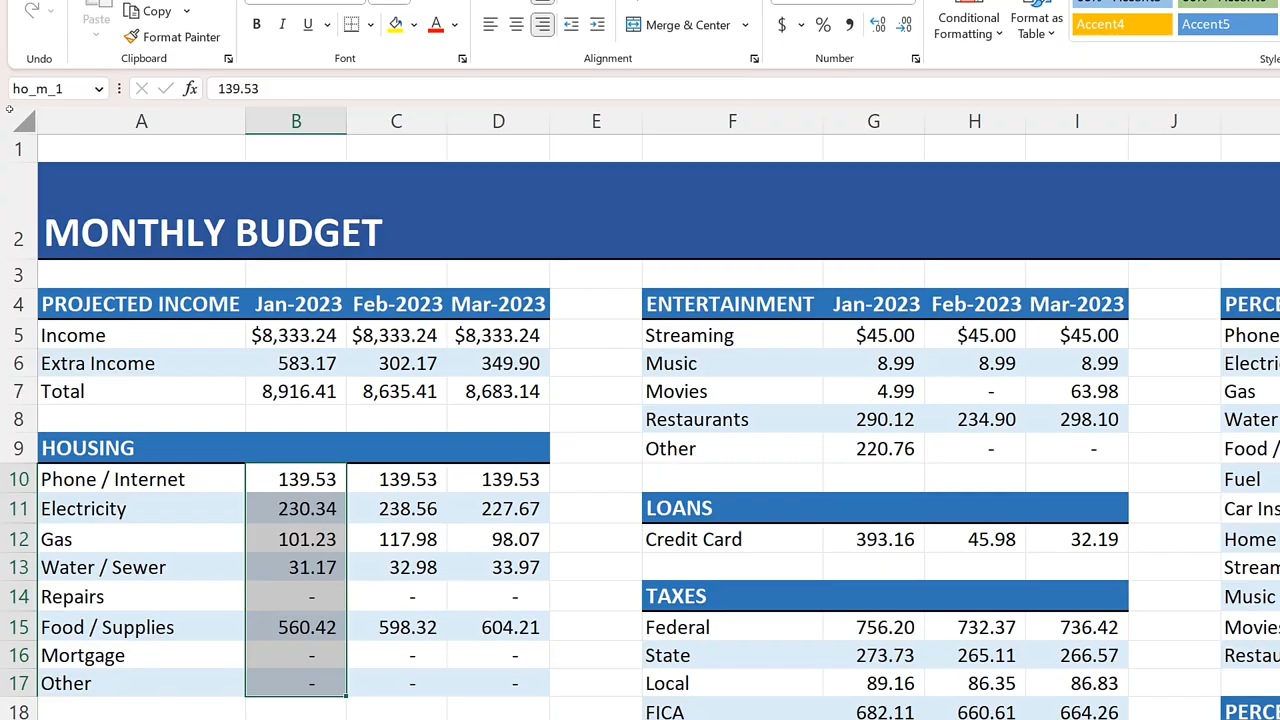 Copy
Paste
Format Painter
B I U
A
Merge & Center
$ % ,
Conditional Formatting
Format as Table
Accent4
Accent5
Undo
Clipboard
Font
Alignment
Number
ho_m_1
fx
139.53
A B C D E F G H I J
1
2 MONTHLY BUDGET
3
4 PROJECTED INCOME Jan-2023 Feb-2023 Mar-2023 ENTERTAINMENT Jan-2023 Feb-2023 Mar-2023
5 Income $8,333.24 $8,333.24 $8,333.24 Streaming $45.00 $45.00 $45.00
6 Extra Income 583.17 302.17 349.90 Music 8.99 8.99 8.99
7 Total 8,916.41 8,635.41 8,683.14 Movies 4.99 - 63.98 Gas
8 Restaurants 290.12 234.90 298.10 Water
9 HOUSING Other 220.76 - - Food /
10 Phone / Internet 139.53 139.53 139.53 Fuel
11 Electricity 230.34 238.56 227.67 LOANS
12 Gas 101.23 117.98 98.07 Credit Card 393.16 45.98 32.19 Home
13 Water / Sewer 31.17 32.98 33.97
14 Repairs - - - TAXES Music
15 Food / Supplies 560.42 598.32 604.21 Federal 756.20 732.37 736.42
16 Mortgage - - - State 273.73 265.11 266.57
17 Other - - - Local 89.16 86.35 86.83
18 FICA 682.11 660.61 664.26